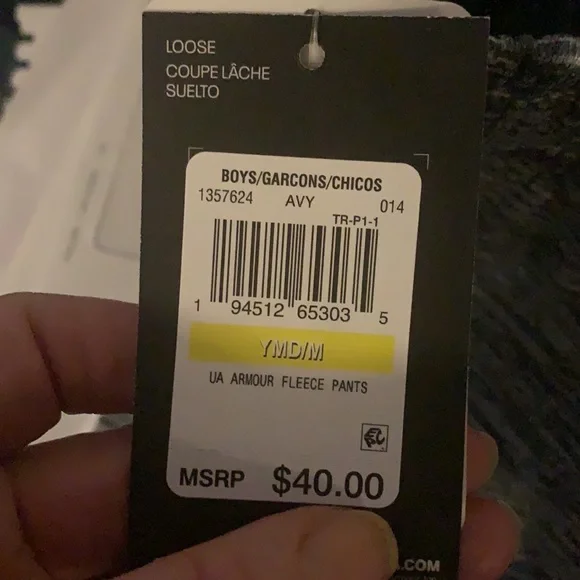 LOOSE
COUPE LÂCHE
SUELTO
BOYS/GARCONS/CHICOS
1357624 AVY 014
TR-P1-1
1 94512 65303 5
YMD/M
UA ARMOUR FLEECE PANTS
MSRP $40.00
.COM